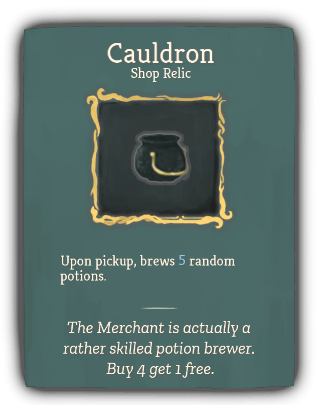 Cauldron
Shop Relic
Upon pickup, brews 5 random
potions.
The Merchant is actually a
rather skilled potion brewer.
Buy 4 get 1 free.